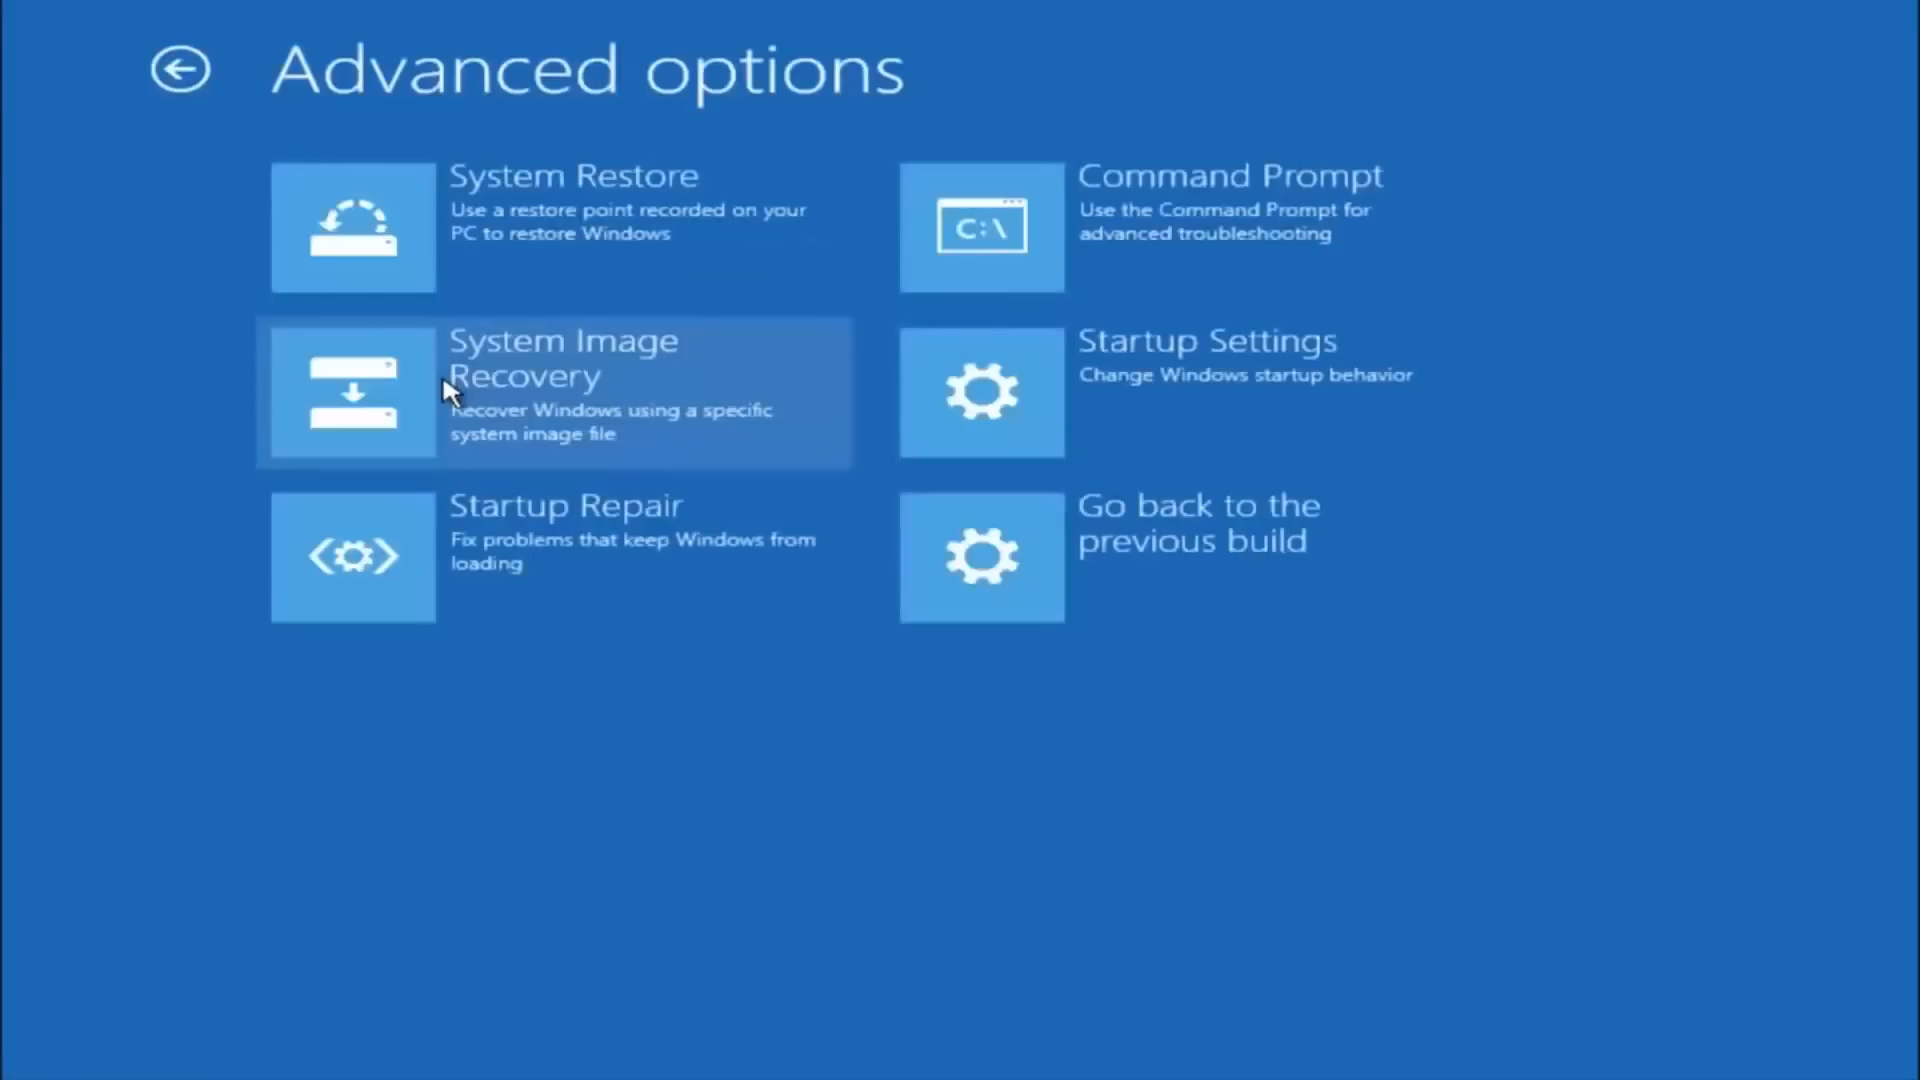 Advanced options
System Restore
Use a restore point recorded on your
PC to restore Windows
System Image
Recovery
Recover Windows using a specific
system image file
Startup Repair
Fix problems that keep Windows from
loading
Command Prompt
Use the Command Prompt for
advanced troubleshooting
C:\
Startup Settings
Change Windows startup behavior
Go back to the
previous build